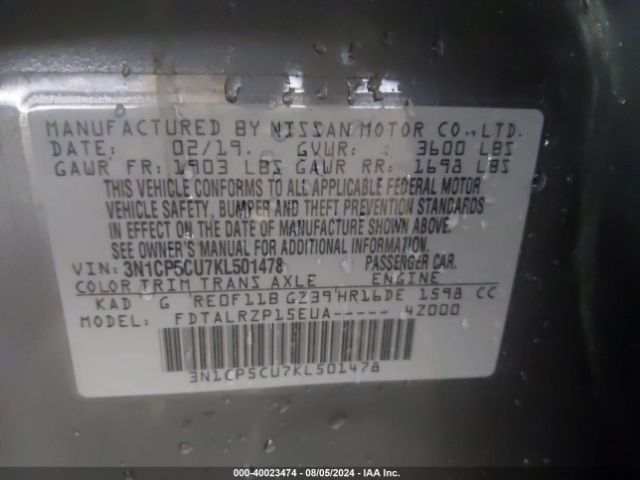 MANUFACTURED BY NISSAN MOTOR CO., LTD.
DATE: 02/19. GVWR: 3600 LBS
GAWR FR: 1903 LBS GAWR RR: 1698 LBS
THIS VEHICLE CONFORMS TO ALL APPLICABLE FEDERAL MOTOR
VEHICLE SAFETY, BUMPER AND THEFT PREVENTION STANDARDS
IN EFFECT ON THE DATE OF MANUFACTURE SHOWN ABOVE.
SEE OWNER'S MANUAL FOR ADDITIONAL INFORMATION.
VIN: 3N1CP5CU7KL501478 PASSENGER CAR.
COLOR TRIM TRANS AXLE ENGINE
KAD G RE0F11B G239 HR16DE 1598 CC
MODEL: FDTALRZP15EUA----- 4Z000
3N1CP5CU7KL501478
000-40023474 - 08/05/2024 - IAA Inc.